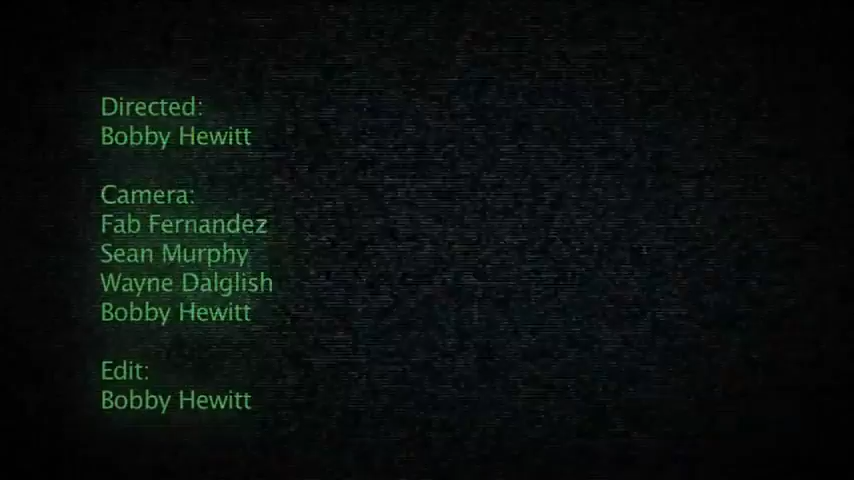 Directed:
Bobby Hewitt
Camera:
Fab Fernandez
Sean Murphy
Wayne Dalglish
Bobby Hewitt
Edit:
Bobby Hewitt